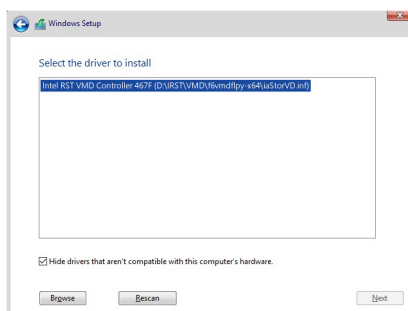 Windows Setup
Select the driver to install
Intel RST VMD Controller 467F (D:\IRST\VMD\f6vmdflpy-x64\iaStorVD.inf)
Hide drivers that aren't compatible with this computer's hardware.
Browse Rescan Next